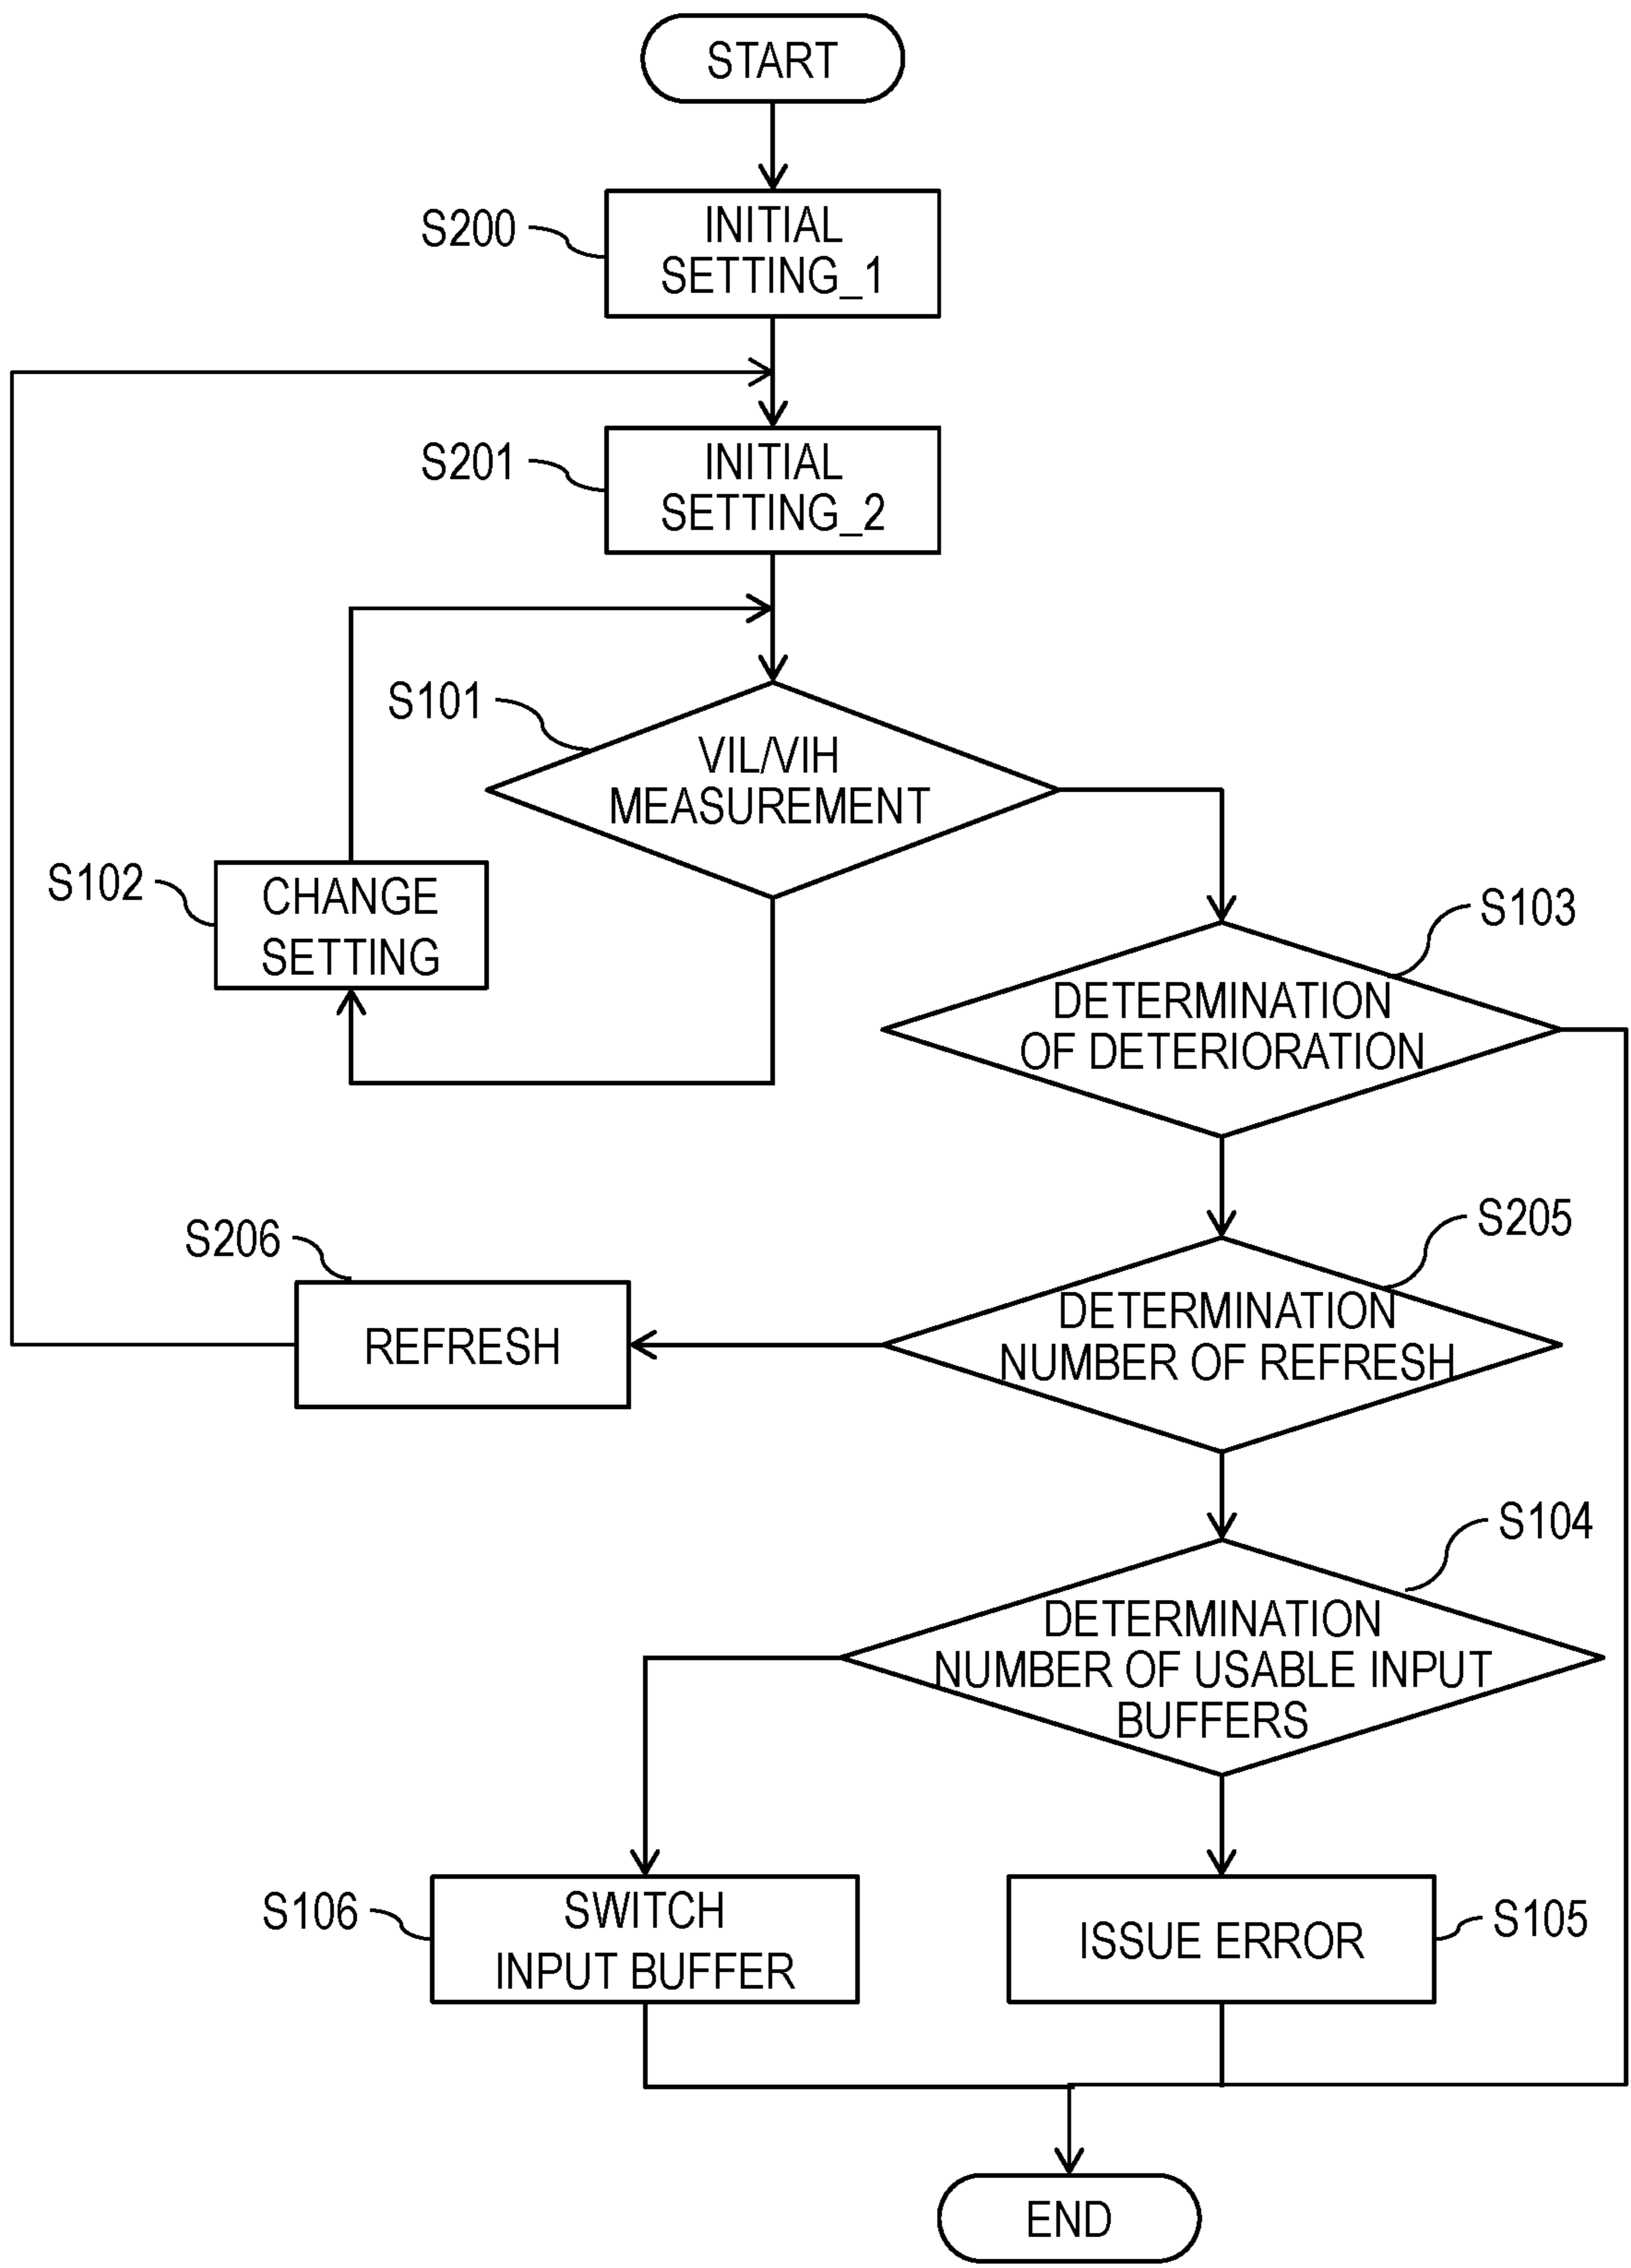 START
S200
INITIAL
SETTING_1
S201
INITIAL
SETTING_2
S101
VIL/VIH
MEASUREMENT
S102
CHANGE
SETTING
S103
DETERMINATION
OF DETERIORATION
S205
DETERMINATION
NUMBER OF REFRESH
S206
REFRESH
S104
DETERMINATION
NUMBER OF USABLE INPUT
BUFFERS
S106
SWITCH
INPUT BUFFER
ISSUE ERROR
S105
END